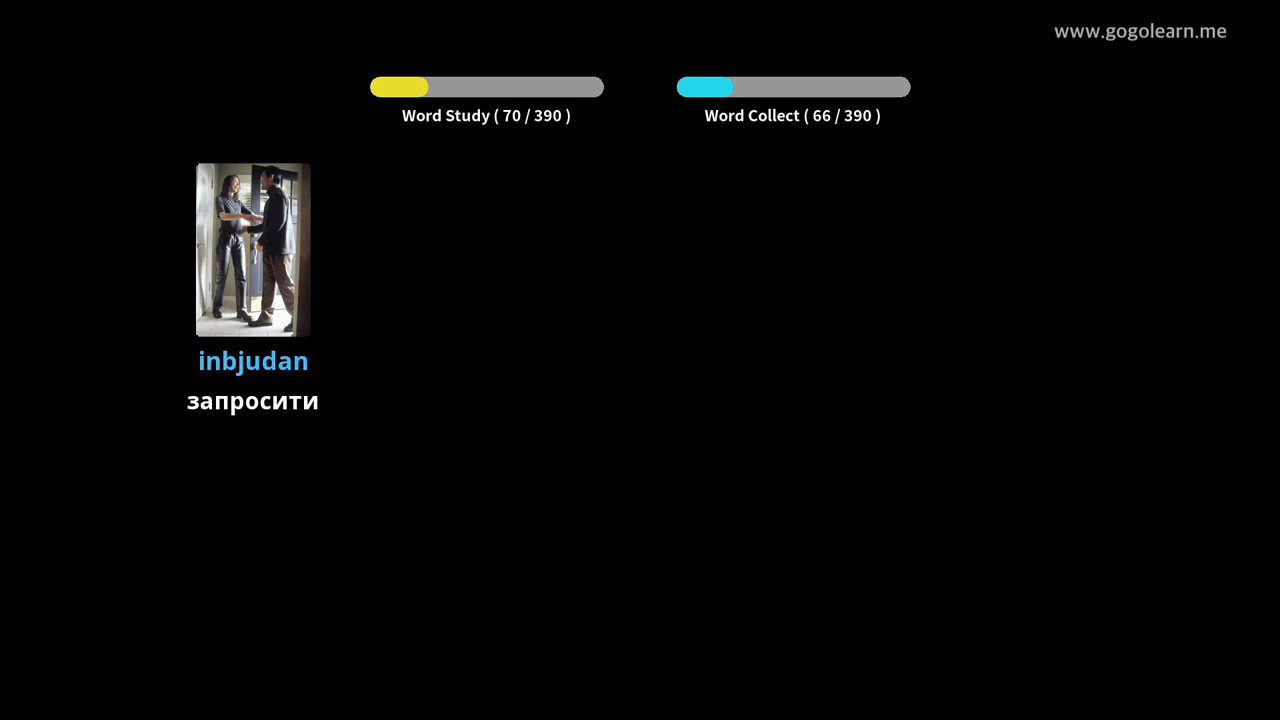 www.gogolearn.me
Word Study ( 70 / 390 )
Word Collect ( 66 / 390 )
inbjudan
запросити